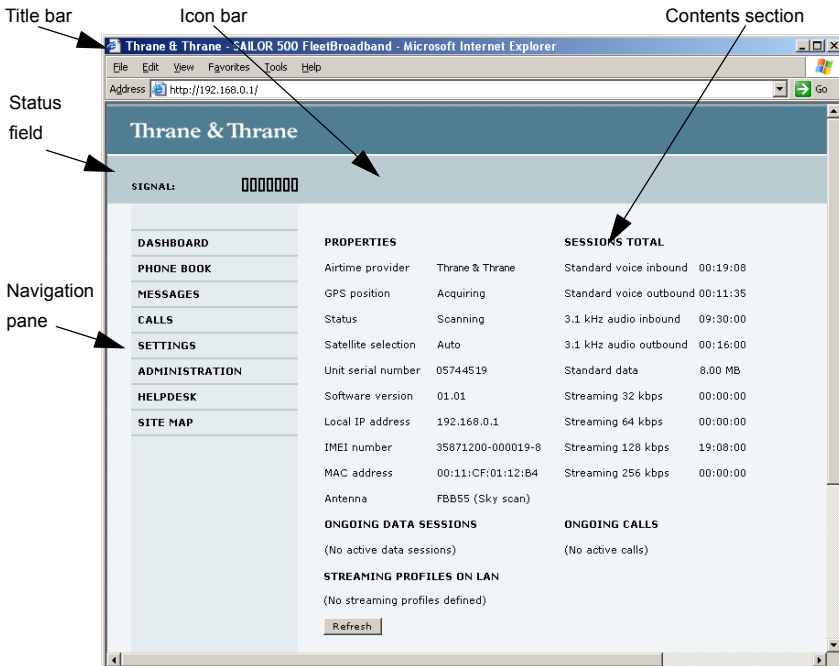 Title bar
Icon bar
Contents section
Thrane & Thrane - SAILOR 500 FleetBroadband - Microsoft Internet Explorer
File Edit View Favorites Tools Help
Address http://192.168.0.1/ Go
Status
field
Thrane & Thrane
SIGNAL:
Navigation
pane
DASHBOARD
PHONE BOOK
MESSAGES
CALLS
SETTINGS
ADMINISTRATION
HELPDESK
SITE MAP
PROPERTIES
Airtime provider Thrane & Thrane
GPS position Acquiring
Status Scanning
Satellite selection Auto
Unit serial number 05744519
Software version 01.01
Local IP address 192.168.0.1
IMEI number 35871200-000019-8
MAC address 00:11:CF:01:12:B4
Antenna FBB55 (Sky scan)
SESSIONS TOTAL
Standard voice inbound 00:19:08
Standard voice outbound 00:11:35
3.1 kHz audio inbound 09:30:00
3.1 kHz audio outbound 00:16:00
Standard data 8.00 MB
Streaming 32 kbps 00:00:00
Streaming 64 kbps 00:00:00
Streaming 128 kbps 19:08:00
Streaming 256 kbps 00:00:00
ONGOING DATA SESSIONS
(No active data sessions)
ONGOING CALLS
(No active calls)
STREAMING PROFILES ON LAN
(No streaming profiles defined)
Refresh